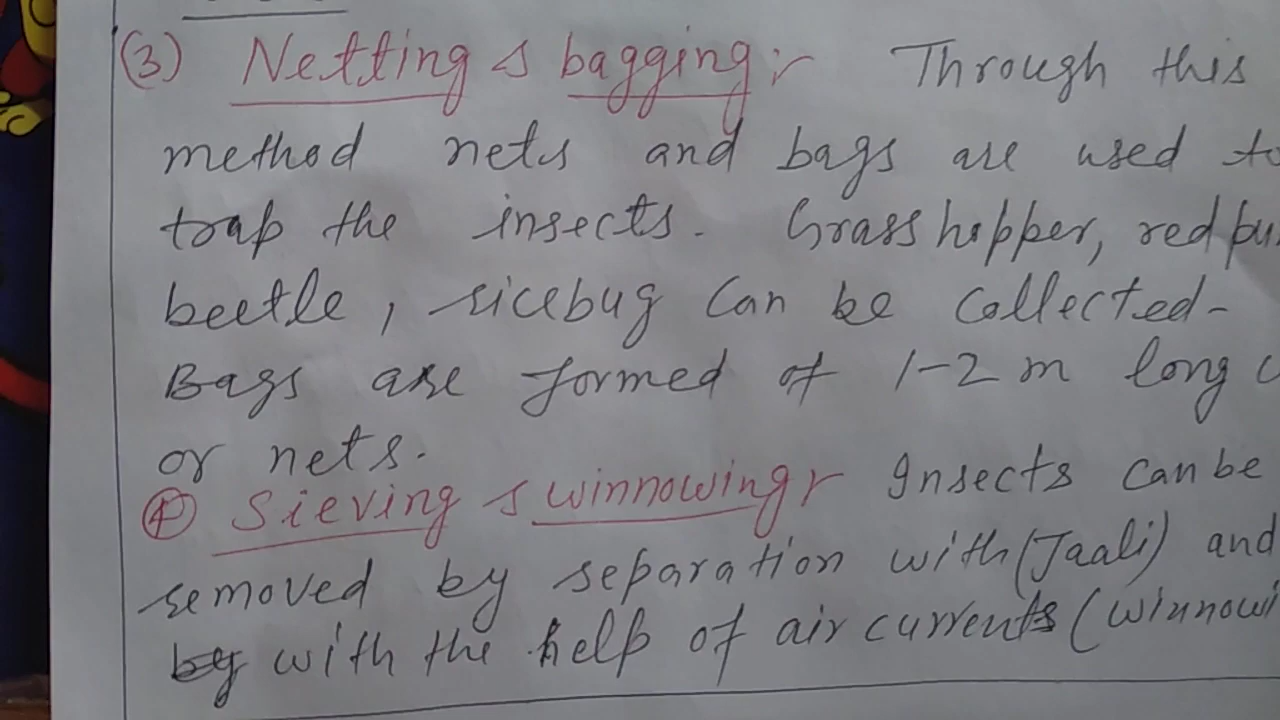 (3) Netting & bagging :- Through this
method nets and bags are used to
trap the insects. Grasshopper, red
beetle, ricebug can be collected.
Bags are formed of 1-2 m long
or nets.
(4) Sieving & winnowing :- Insects can be
removed by separation with (Jaali) and
by with the help of air currents (